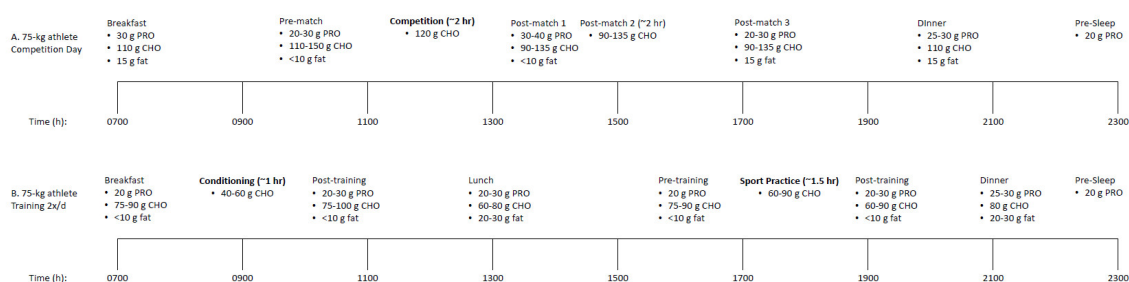 A. 75-kg athlete
Competition Day
Breakfast
• 30 g PRO
• 110 g CHO
• 15 g fat
Pre-match
• 20-30 g PRO
• 110-150 g CHO
• <10 g fat
Competition (~2 hr)
• 120 g CHO
Post-match 1
• 30-40 g PRO
• 90-135 g CHO
• <10 g fat
Post-match 2 (~2 hr)
• 90-135 g CHO
Post-match 3
• 20-30 g PRO
• 90-135 g CHO
• 15 g fat
DInner
• 25-30 g PRO
• 110 g CHO
• 15 g fat
Pre-Sleep
• 20 g PRO
Time (h): 0700 0900 1100 1300 1500 1700 1900 2100 2300
B. 75-kg athlete
Training 2x/d
Breakfast
• 20 g PRO
• 75-90 g CHO
• <10 g fat
Conditioning (~1 hr)
• 40-60 g CHO
Post-training
• 20-30 g PRO
• 75-100 g CHO
• <10 g fat
Lunch
• 20-30 g PRO
• 60-80 g CHO
• 20-30 g fat
Pre-training
• 20 g PRO
• 75-90 g CHO
• <10 g fat
Sport Practice (~1.5 hr)
• 60-90 g CHO
Post-training
• 20-30 g PRO
• 60-90 g CHO
• <10 g fat
Dinner
• 25-30 g PRO
• 80 g CHO
• 20-30 g fat
Pre-Sleep
• 20 g PRO
Time (h): 0700 0900 1100 1300 1500 1700 1900 2100 2300